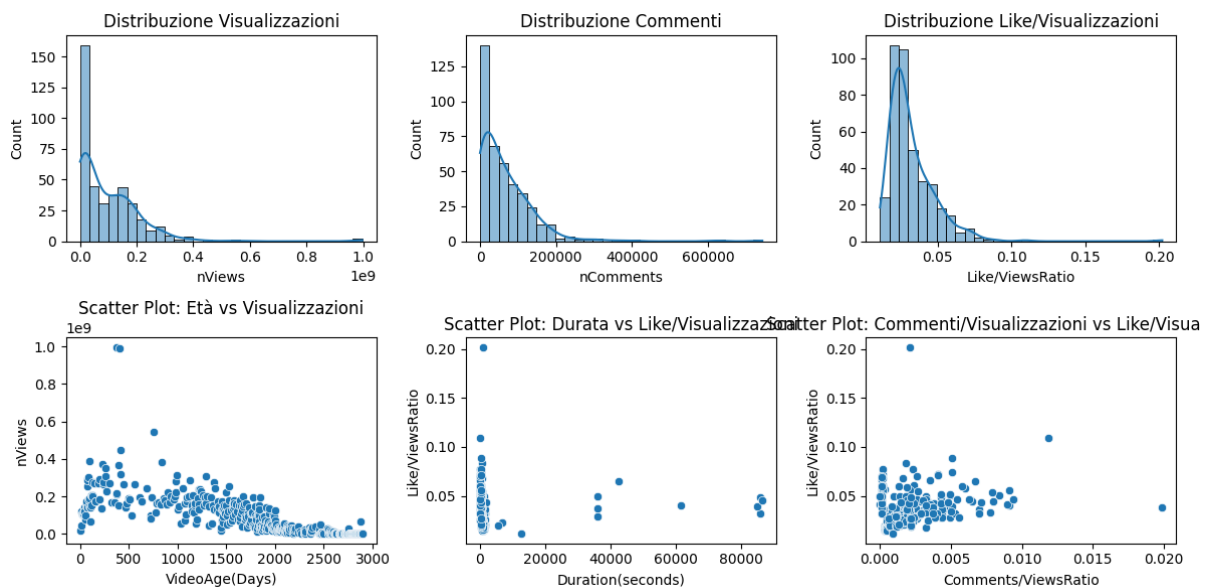 Distribuzione Visualizzazioni
Distribuzione Commenti
Distribuzione Like/Visualizzazioni
150
125
100
75
50
25
0
Count
0.0 0.2 0.4 0.6 0.8 1.0
nViews
1e9
125
100
75
50
25
0
Count
0 200000 400000 600000
nComments
100
80
60
40
20
0
Count
0.05 0.10 0.15 0.20
Like/ViewsRatio
Scatter Plot: Età vs Visualizzazioni
Scatter Plot: Durata vs Like/Visualizzazioni
Scatter Plot: Commenti/Visualizzazioni vs Like/Visua
1e9
1.0
0.8
0.6
0.4
0.2
0.0
nViews
0 500 1000 1500 2000 2500 3000
VideoAge(Days)
0.20
0.15
0.10
0.05
Like/ViewsRatio
0 20000 40000 60000 80000
Duration(seconds)
0.20
0.15
0.10
0.05
Like/ViewsRatio
0.000 0.005 0.010 0.015 0.020
Comments/ViewsRatio